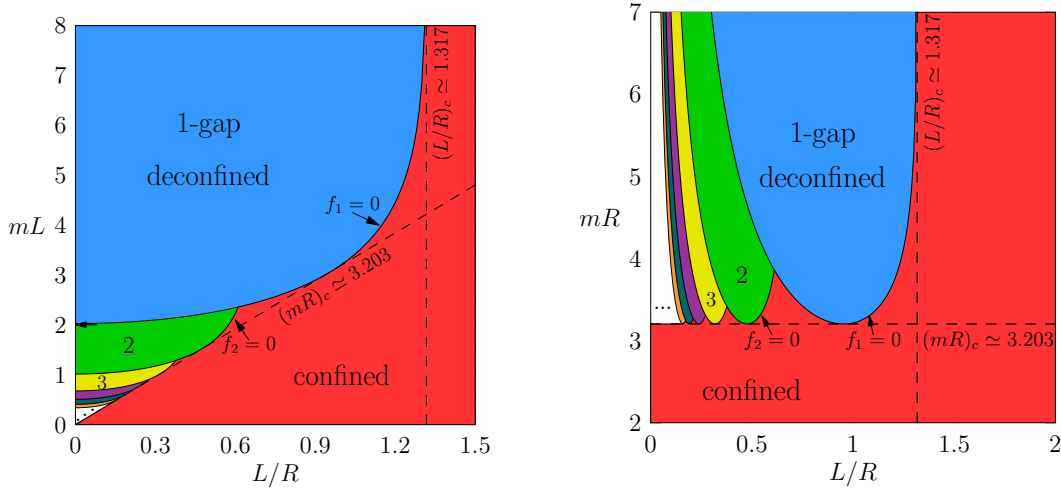 8
7
6
5
4
3
2
1
0
mL
1-gap
deconfined
f₁ = 0
(L/R)c ≃ 1.317
(mR)c ≃ 3.203
2
f₂ = 0
3
confined
...
0
0.3
0.6
0.9
1.2
1.5
L/R
7
6
5
4
3
2
mR
1-gap
deconfined
(L/R)c ≃ 1.317
2
3
...
f₂ = 0
f₁ = 0
(mR)c ≃ 3.203
confined
0
0.5
1
1.5
2
L/R